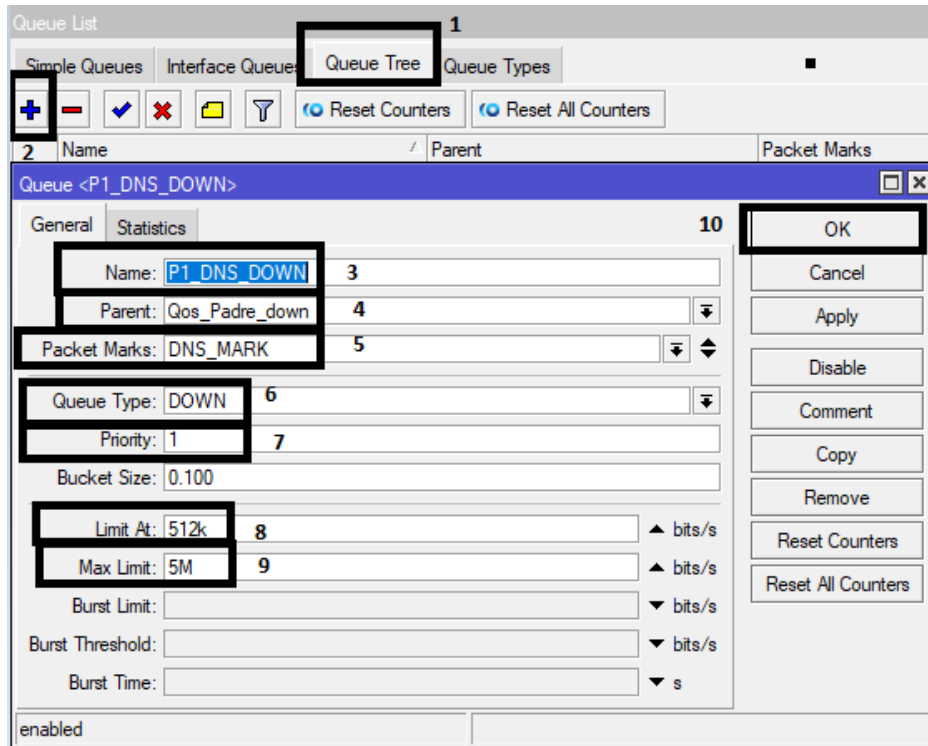 Queue List 1
Simple Queues Interface Queues Queue Tree Queue Types
Reset Counters Reset All Counters
2 Name Parent Packet Marks
Queue <P1_DNS_DOWN>
General Statistics 10 OK
Name: P1_DNS_DOWN 3 Cancel
Parent: Qos_Padre_down 4 Apply
Packet Marks: DNS_MARK 5
Disable
Queue Type: DOWN 6 Comment
Priority: 1 7 Copy
Bucket Size: 0.100 Remove
Limit At: 512k 8 bits/s Reset Counters
Max Limit: 5M 9 bits/s Reset All Counters
Burst Limit: bits/s
Burst Threshold: bits/s
Burst Time: s
enabled